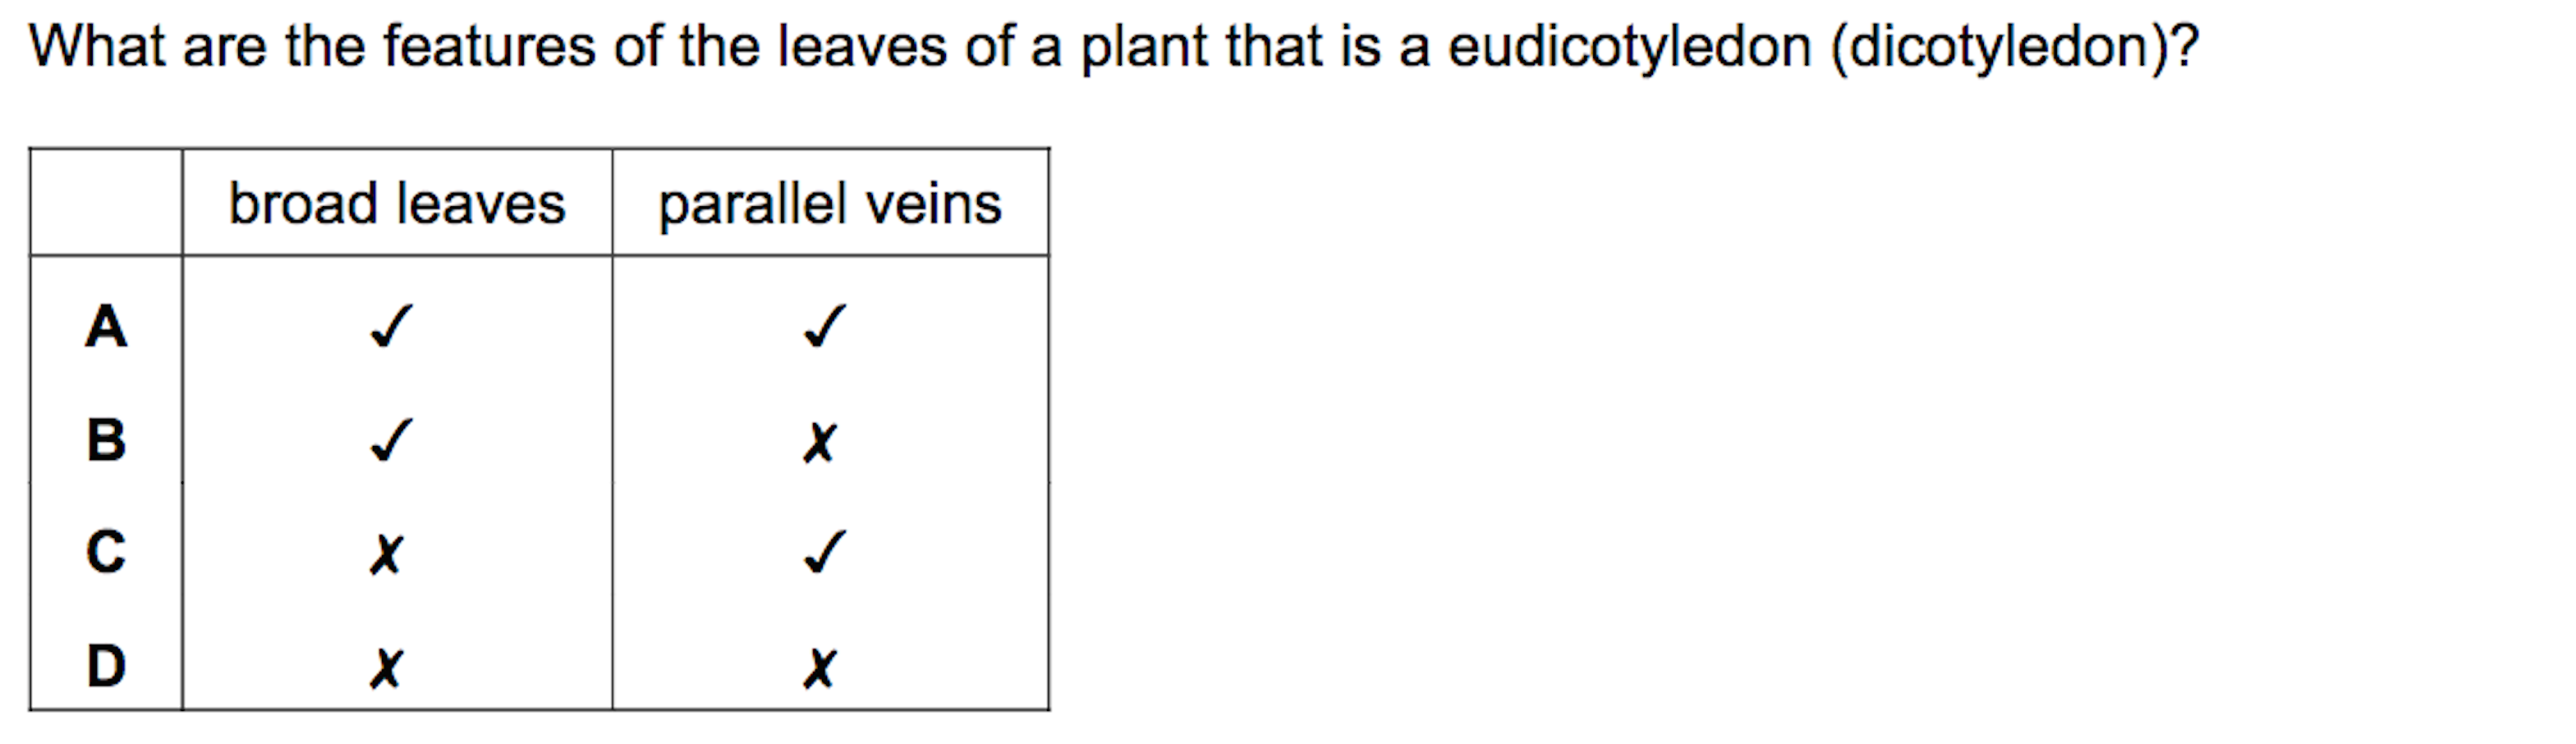 What are the features of the leaves of a plant that is a eudicotyledon (dicotyledon)?
broad leaves parallel veins
A ✓ ✓
B ✓ ✗
C ✗ ✓
D ✗ ✗